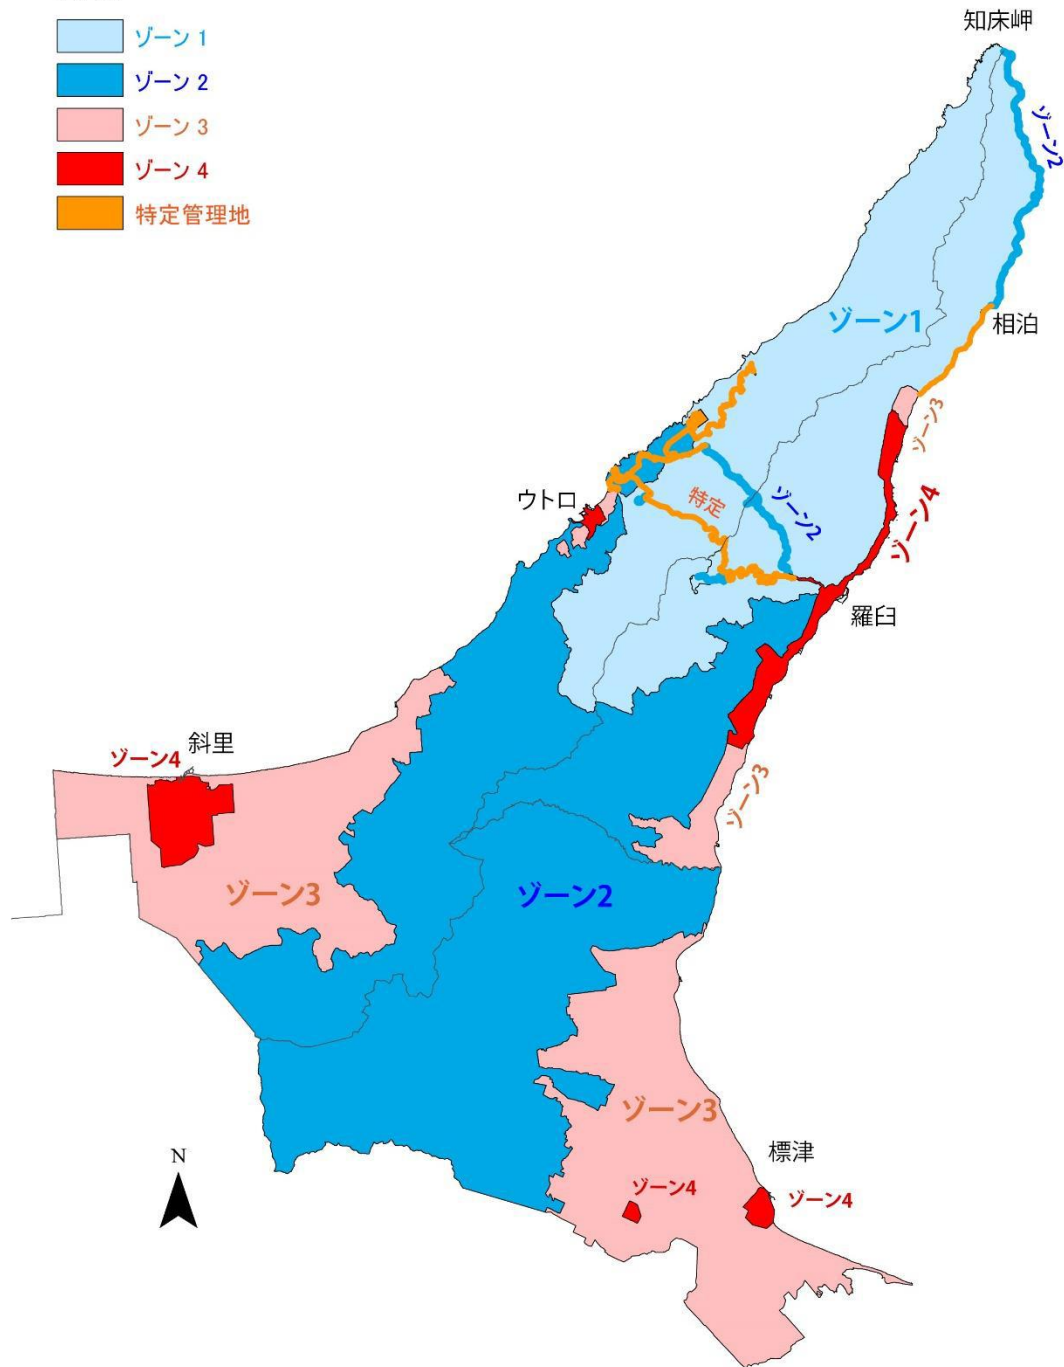 ゾーン 1
ゾーン 2
ゾーン 3
ゾーン 4
特定管理地
知床岬
ゾーン2
ゾーン1
相泊
ゾーン3
ウトロ
特定
ゾーン2
ゾーン4
羅臼
斜里
ゾーン4
ゾーン3
ゾーン3
ゾーン2
ゾーン3
標津
ゾーン4
ゾーン4
N